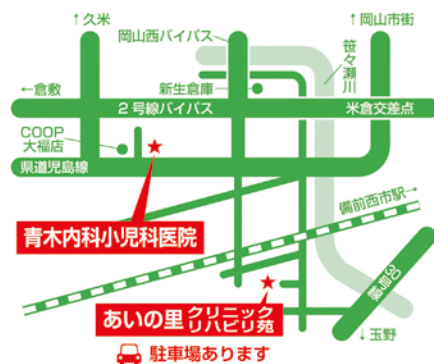 ↑久米
岡山西バイパス
↑岡山市街
笹々瀬川
←倉敷
新生倉庫
2号線バイパス
米倉交差点
COOP
大福店
県道児島線
備前西市駅→
青木内科小児科医院
30号線
あいの里クリニック
リハビリ苑
↓玉野
駐車場あります